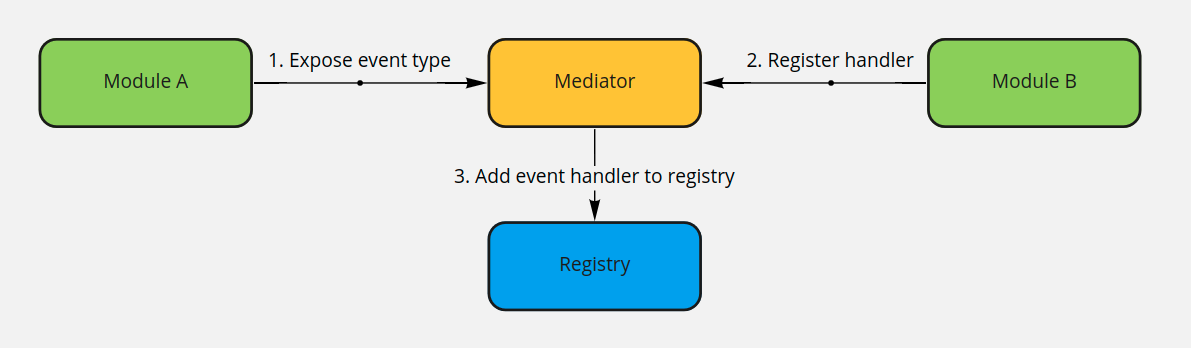 1. Expose event type
2. Register handler
Module A
Mediator
Module B
3. Add event handler to registry
Registry